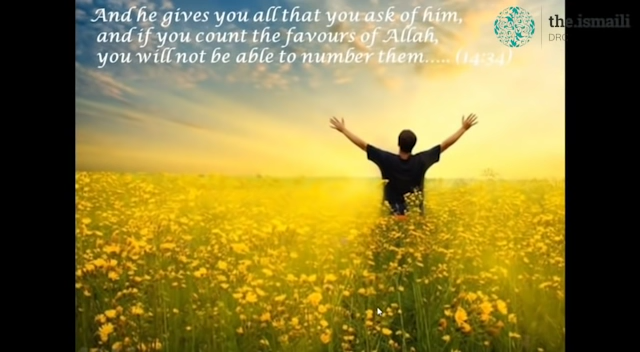 And he gives you all that you ask of him,
and if you count the favours of Allah,
you will not be able to number them..... (14:34)
the.ismaili
DRC